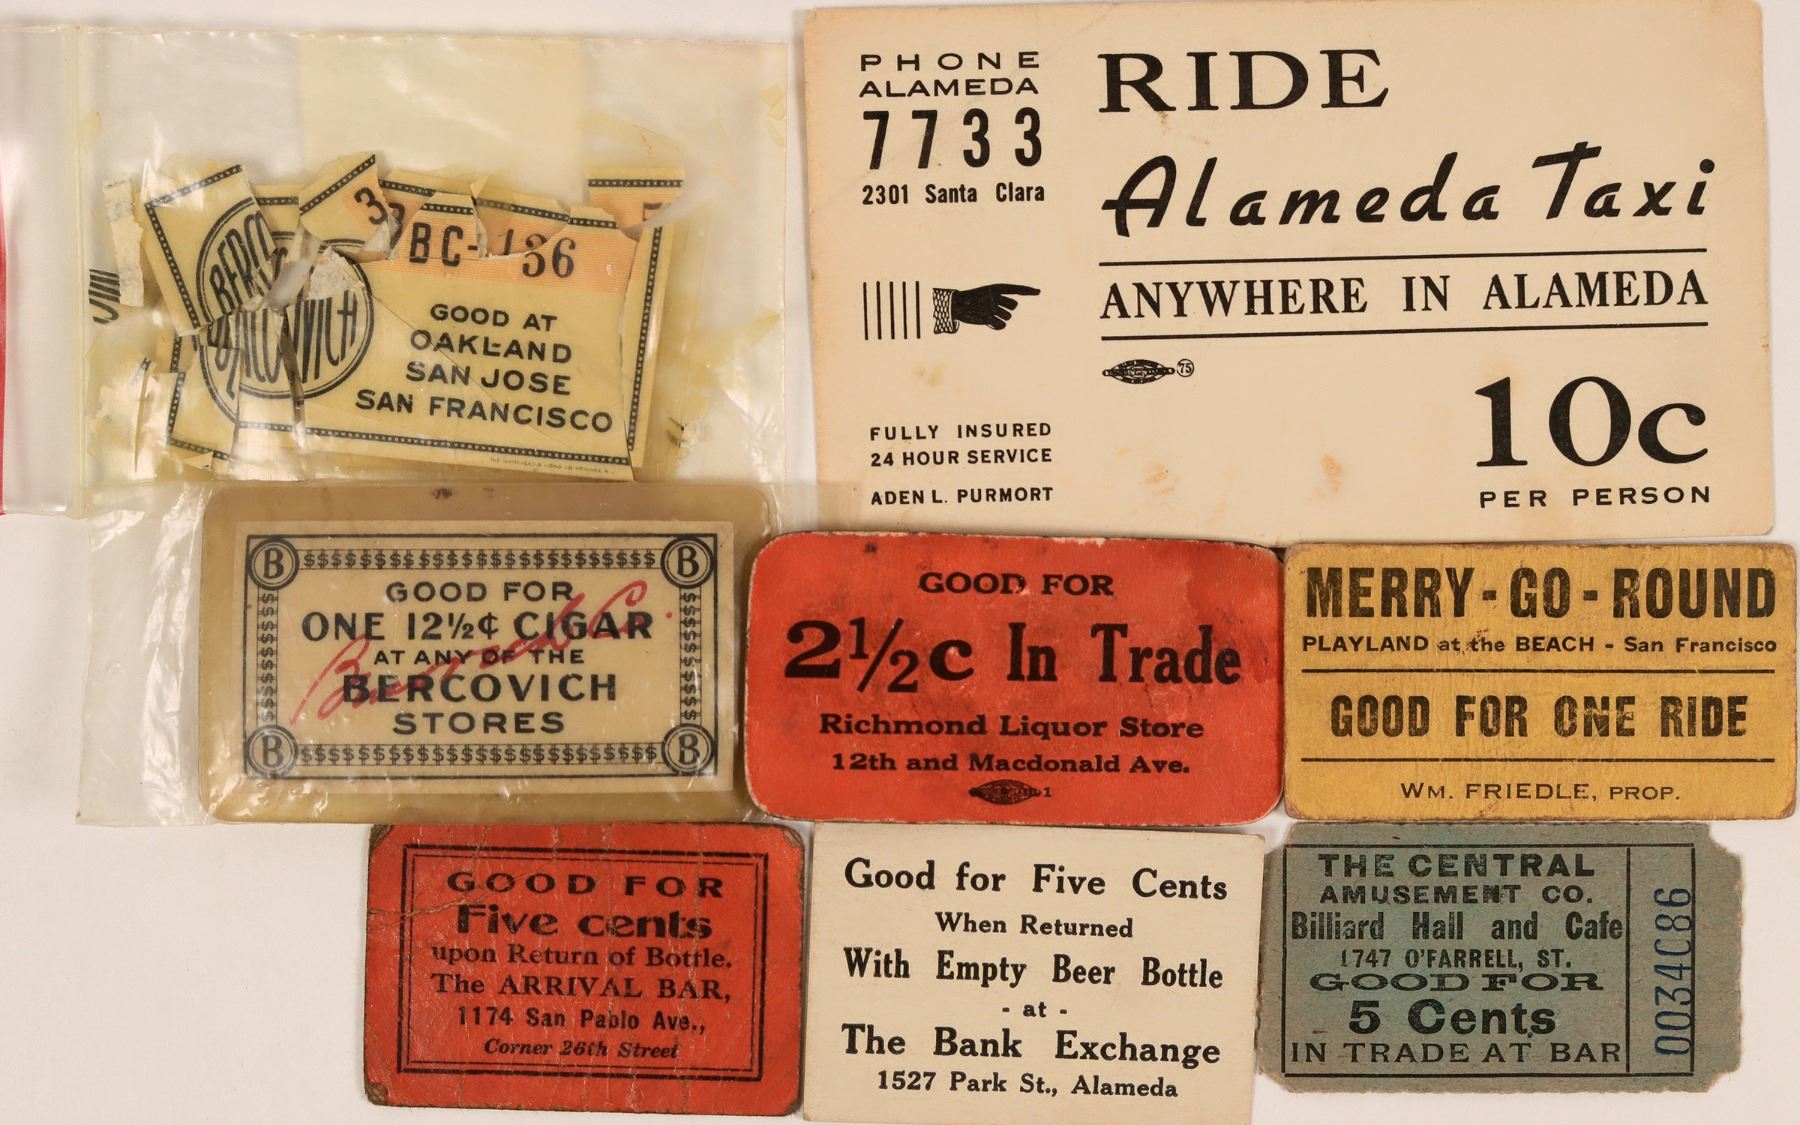 BERCOVICH
BC-136
GOOD AT
OAKLAND
SAN JOSE
SAN FRANCISCO
PHONE
ALAMEDA
7733
2301 Santa Clara
FULLY INSURED
24 HOUR SERVICE
ADEN L. PURMORT
RIDE
Alameda Taxi
ANYWHERE IN ALAMEDA
75
10c
PER PERSON
B B
GOOD FOR
ONE 12½¢ CIGAR
AT ANY OF THE
BERCOVICH
STORES
B B
GOOD FOR
2½c In Trade
Richmond Liquor Store
12th and Macdonald Ave.
1
MERRY-GO-ROUND
PLAYLAND at the BEACH - San Francisco
GOOD FOR ONE RIDE
WM. FRIEDLE, PROP.
GOOD FOR
Five cents
upon Return of Bottle.
The ARRIVAL BAR,
1174 San Pablo Ave.,
Corner 26th Street
Good for Five Cents
When Returned
With Empty Beer Bottle
- at -
The Bank Exchange
1527 Park St., Alameda
THE CENTRAL
AMUSEMENT CO.
Billiard Hall and Cafe
1747 O'FARRELL, ST.
GOOD FOR
5 Cents
IN TRADE AT BAR
0034C86